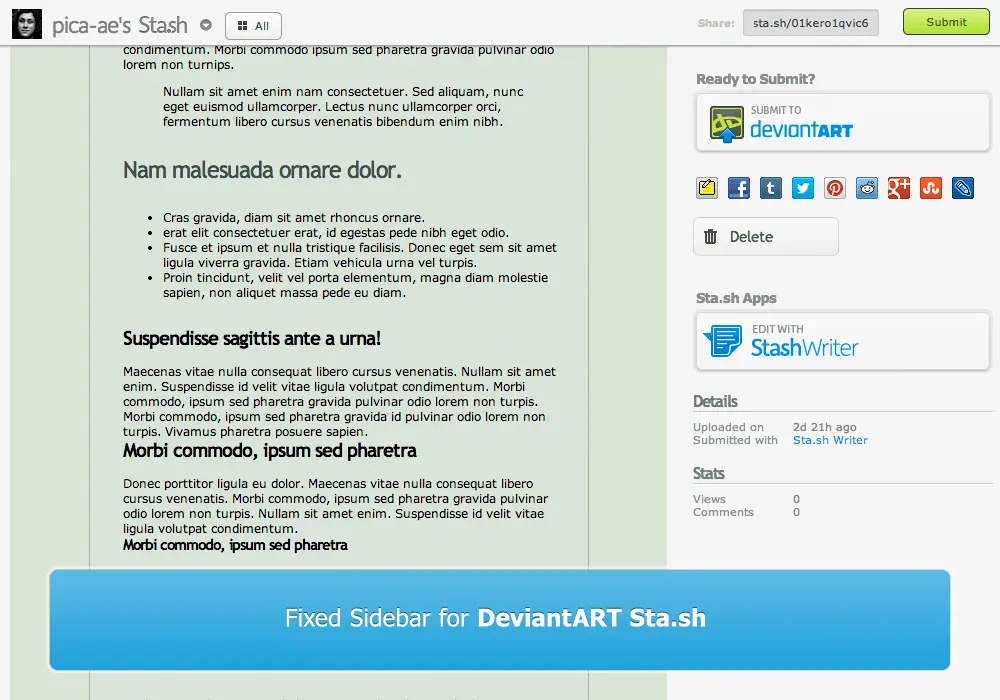 pica-ae's Sta.sh
All
Share:
sta.sh/01kero1qvic6
Submit
condimentum. Morbi commodo ipsum sed pharetra gravida pulvinar odio
lorem non turnips.
Nullam sit amet enim nam consectetuer. Sed aliquam, nunc
eget euismod ullamcorper. Lectus nunc ullamcorper orci,
fermentum libero cursus venenatis bibendum enim nibh.
Nam malesuada ornare dolor.
• Cras gravida, diam sit amet rhoncus ornare.
• erat elit consectetuer erat, id egestas pede nibh eget odio.
• Fusce et ipsum et nulla tristique facilisis. Donec eget sem sit amet
ligula viverra gravida. Etiam vehicula urna vel turpis.
• Proin tincidunt, velit vel porta elementum, magna diam molestie
sapien, non aliquet massa pede eu diam.
Suspendisse sagittis ante a urna!
Maecenas vitae nulla consequat libero cursus venenatis. Nullam sit amet
enim. Suspendisse id velit vitae ligula volutpat condimentum. Morbi
commodo, ipsum sed pharetra gravida pulvinar odio lorem non turpis.
Morbi commodo, ipsum sed pharetra gravida id pulvinar odio lorem non
turpis. Vivamus pharetra posuere sapien.
Morbi commodo, ipsum sed pharetra
Donec porttitor ligula eu dolor. Maecenas vitae nulla consequat libero
cursus venenatis. Morbi commodo, ipsum sed pharetra gravida pulvinar
odio lorem non turpis. Nullam sit amet enim. Suspendisse id velit vitae
ligula volutpat condimentum.
Morbi commodo, ipsum sed pharetra
Ready to Submit?
SUBMIT TO
deviantART
Delete
Sta.sh Apps
EDIT WITH
StashWriter
Details
Uploaded on 2d 21h ago
Submitted with Sta.sh Writer
Stats
Views 0
Comments 0
Fixed Sidebar for DeviantART Sta.sh